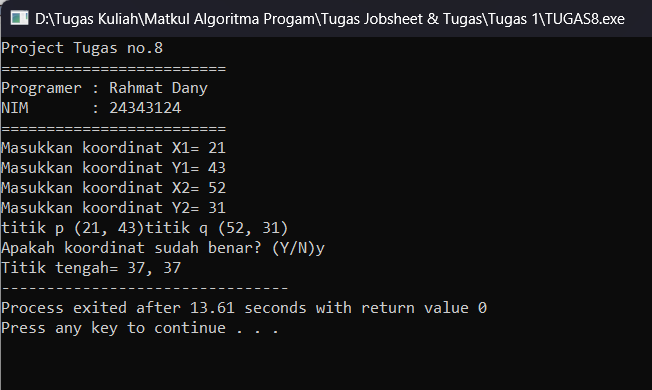 D:\Tugas Kuliah\Matkul Algoritma Progam\Tugas Jobsheet & Tugas\Tugas 1\TUGAS8.exe
Project Tugas no.8
=========================
Programer : Rahmat Dany
NIM       : 24343124
=========================
Masukkan koordinat X1= 21
Masukkan koordinat Y1= 43
Masukkan koordinat X2= 52
Masukkan koordinat Y2= 31
titik p (21, 43)titik q (52, 31)
Apakah koordinat sudah benar? (Y/N)y
Titik tengah= 37, 37
--------------------------------
Process exited after 13.61 seconds with return value 0
Press any key to continue . . .